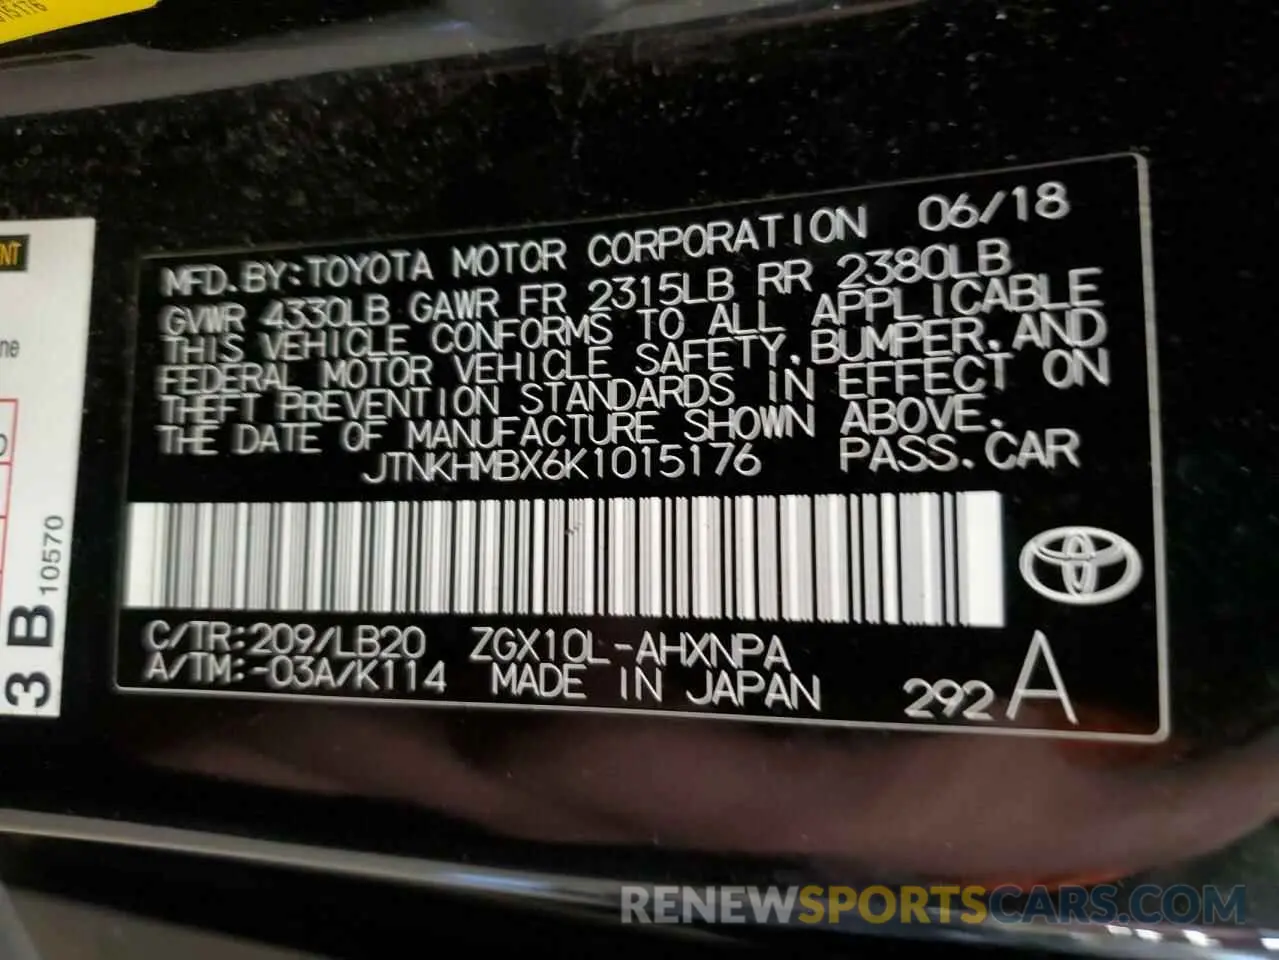 15176
NT
ne
3 B 10570
MFD.BY:TOYOTA MOTOR CORPORATION 06/18
GVWR 4330LB GAWR FR 2315LB RR 2380LB
THIS VEHICLE CONFORMS TO ALL APPLICABLE
FEDERAL MOTOR VEHICLE SAFETY, BUMPER, AND
THEFT PREVENTION STANDARDS IN EFFECT ON
THE DATE OF MANUFACTURE SHOWN ABOVE.
JTNKHMBX6K1015176 PASS.CAR
C/TR:209/LB20 ZGX10L-AHXNPA
A/TM:-03A/K114 MADE IN JAPAN 292 A
RENEWSPORTSCARS.COM